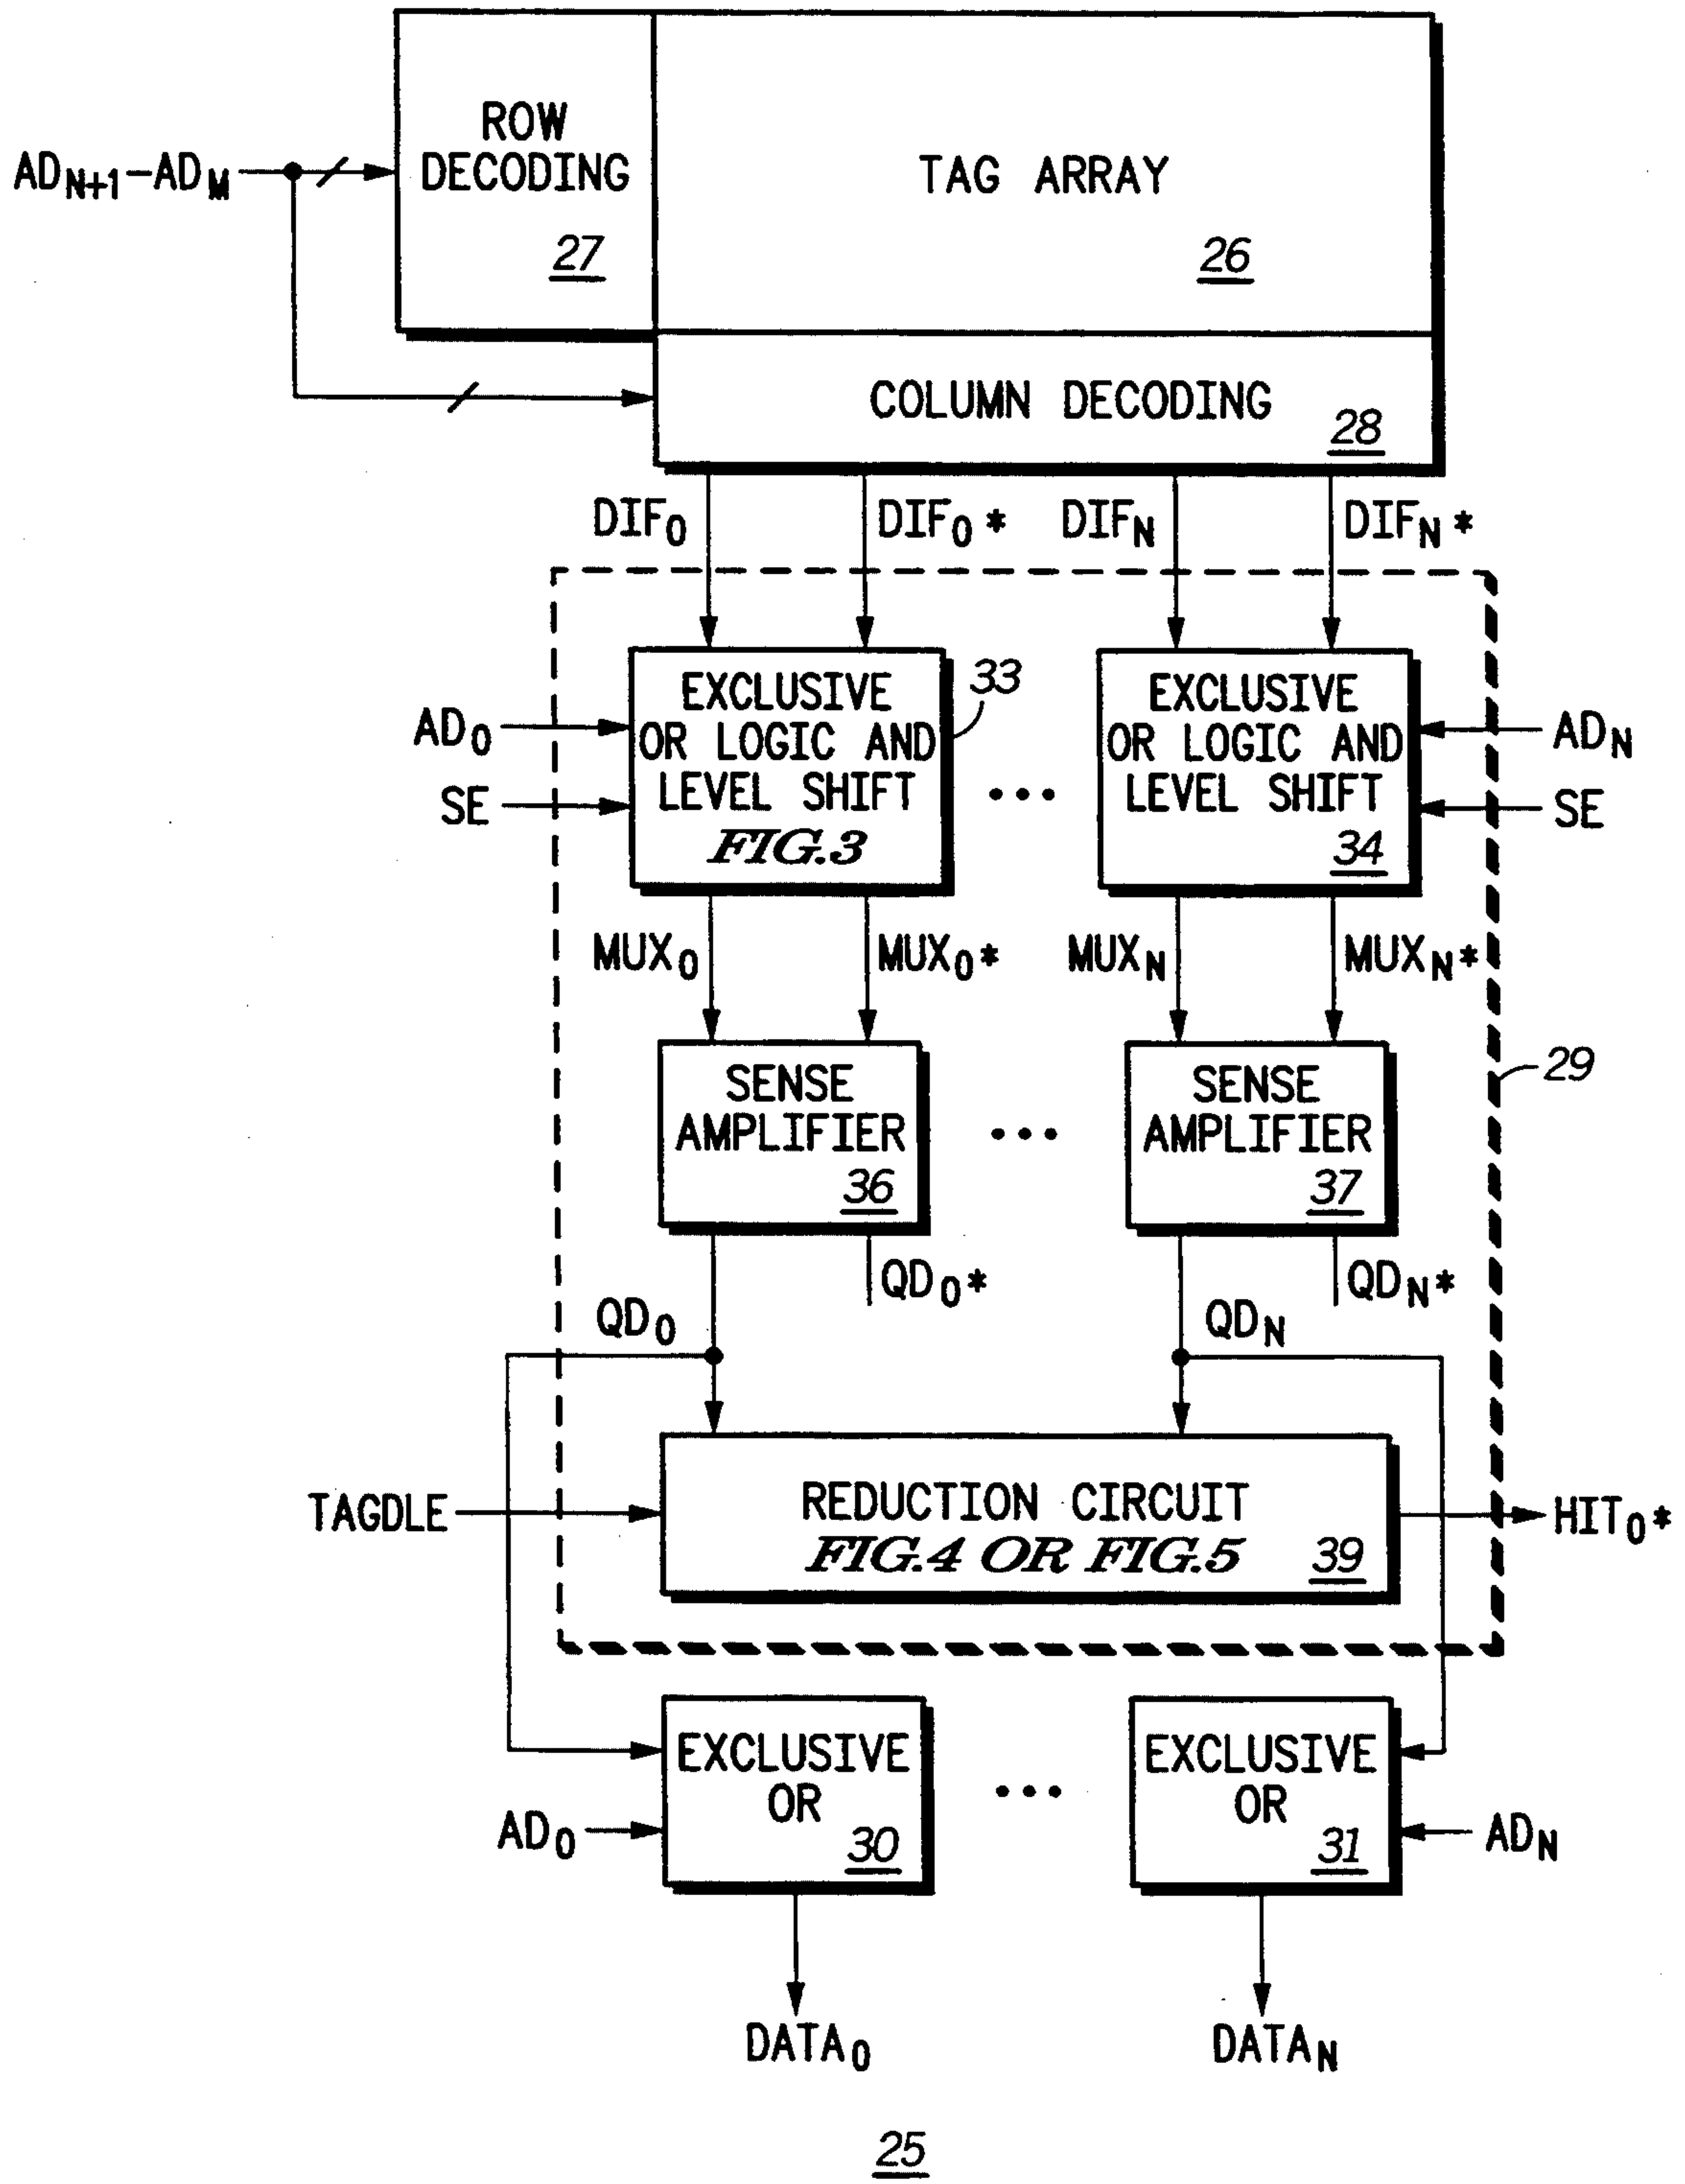 ROW
DECODING
27
TAG ARRAY
26
AD_N+1-AD_M
COLUMN DECODING
28
DIF_0
DIF_0*
DIF_N
DIF_N*
EXCLUSIVE
OR LOGIC AND
LEVEL SHIFT
FIG.3
33
AD_0
SE
EXCLUSIVE
OR LOGIC AND
LEVEL SHIFT
34
AD_N
SE
MUX_0
MUX_0*
MUX_N
MUX_N*
SENSE
AMPLIFIER
36
SENSE
AMPLIFIER
37
29
QD_0
QD_0*
QD_N
QD_N*
TAGDLE
REDUCTION CIRCUIT
FIG.4 OR FIG.5
39
HIT_0*
EXCLUSIVE
OR
30
AD_0
EXCLUSIVE
OR
31
AD_N
DATA_0
DATA_N
25